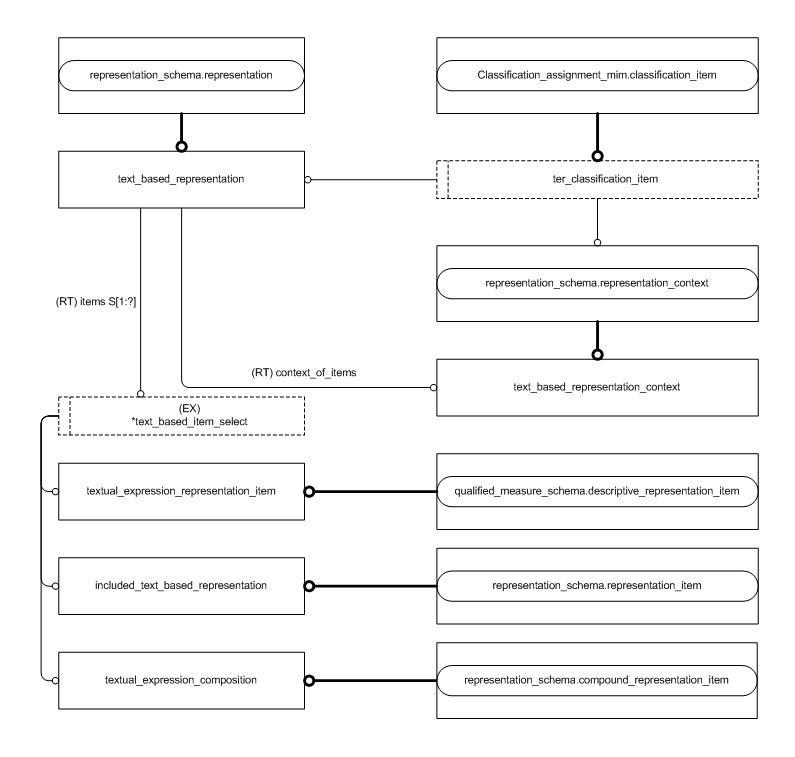 representation_schema.representation
Classification_assignment_mim.classification_item
text_based_representation
ter_classification_item
representation_schema.representation_context
(RT) items S[1:?]
(RT) context_of_items
text_based_representation_context
(EX)
*text_based_item_select
textual_expression_representation_item
qualified_measure_schema.descriptive_representation_item
included_text_based_representation
representation_schema.representation_item
textual_expression_composition
representation_schema.compound_representation_item